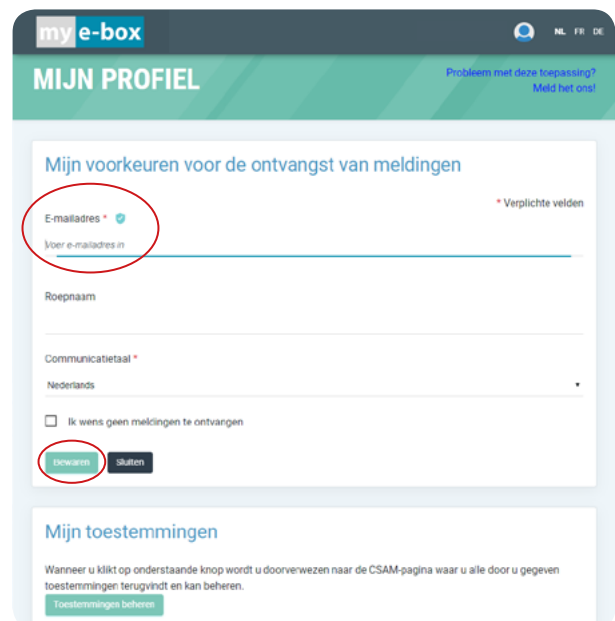 my e-box
NL FR DE
MIJN PROFIEL
Probleem met deze toepassing?
Meld het ons!
Mijn voorkeuren voor de ontvangst van meldingen
* Verplichte velden
E-mailadres *
Voer e-mailadres in
Roepnaam
Communicatietaal *
Nederlands
Ik wens geen meldingen te ontvangen
Bewaren Sluiten
Mijn toestemmingen
Wanneer u klikt op onderstaande knop wordt u doorverwezen naar de CSAM-pagina waar u alle door u gegeven
toestemmingen terugvindt en kan beheren.
Toestemmingen beheren